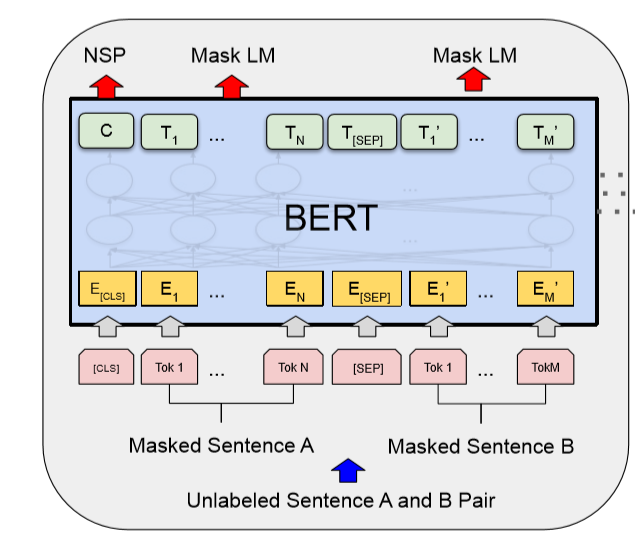 NSP Mask LM Mask LM
C T1 ... TN T[SEP] T1' ... TM'
...
BERT
...
E[CLS] E1 ... EN E[SEP] E1' ... EM'
[CLS] Tok 1 ... Tok N [SEP] Tok 1 ... TokM
Masked Sentence A Masked Sentence B
Unlabeled Sentence A and B Pair